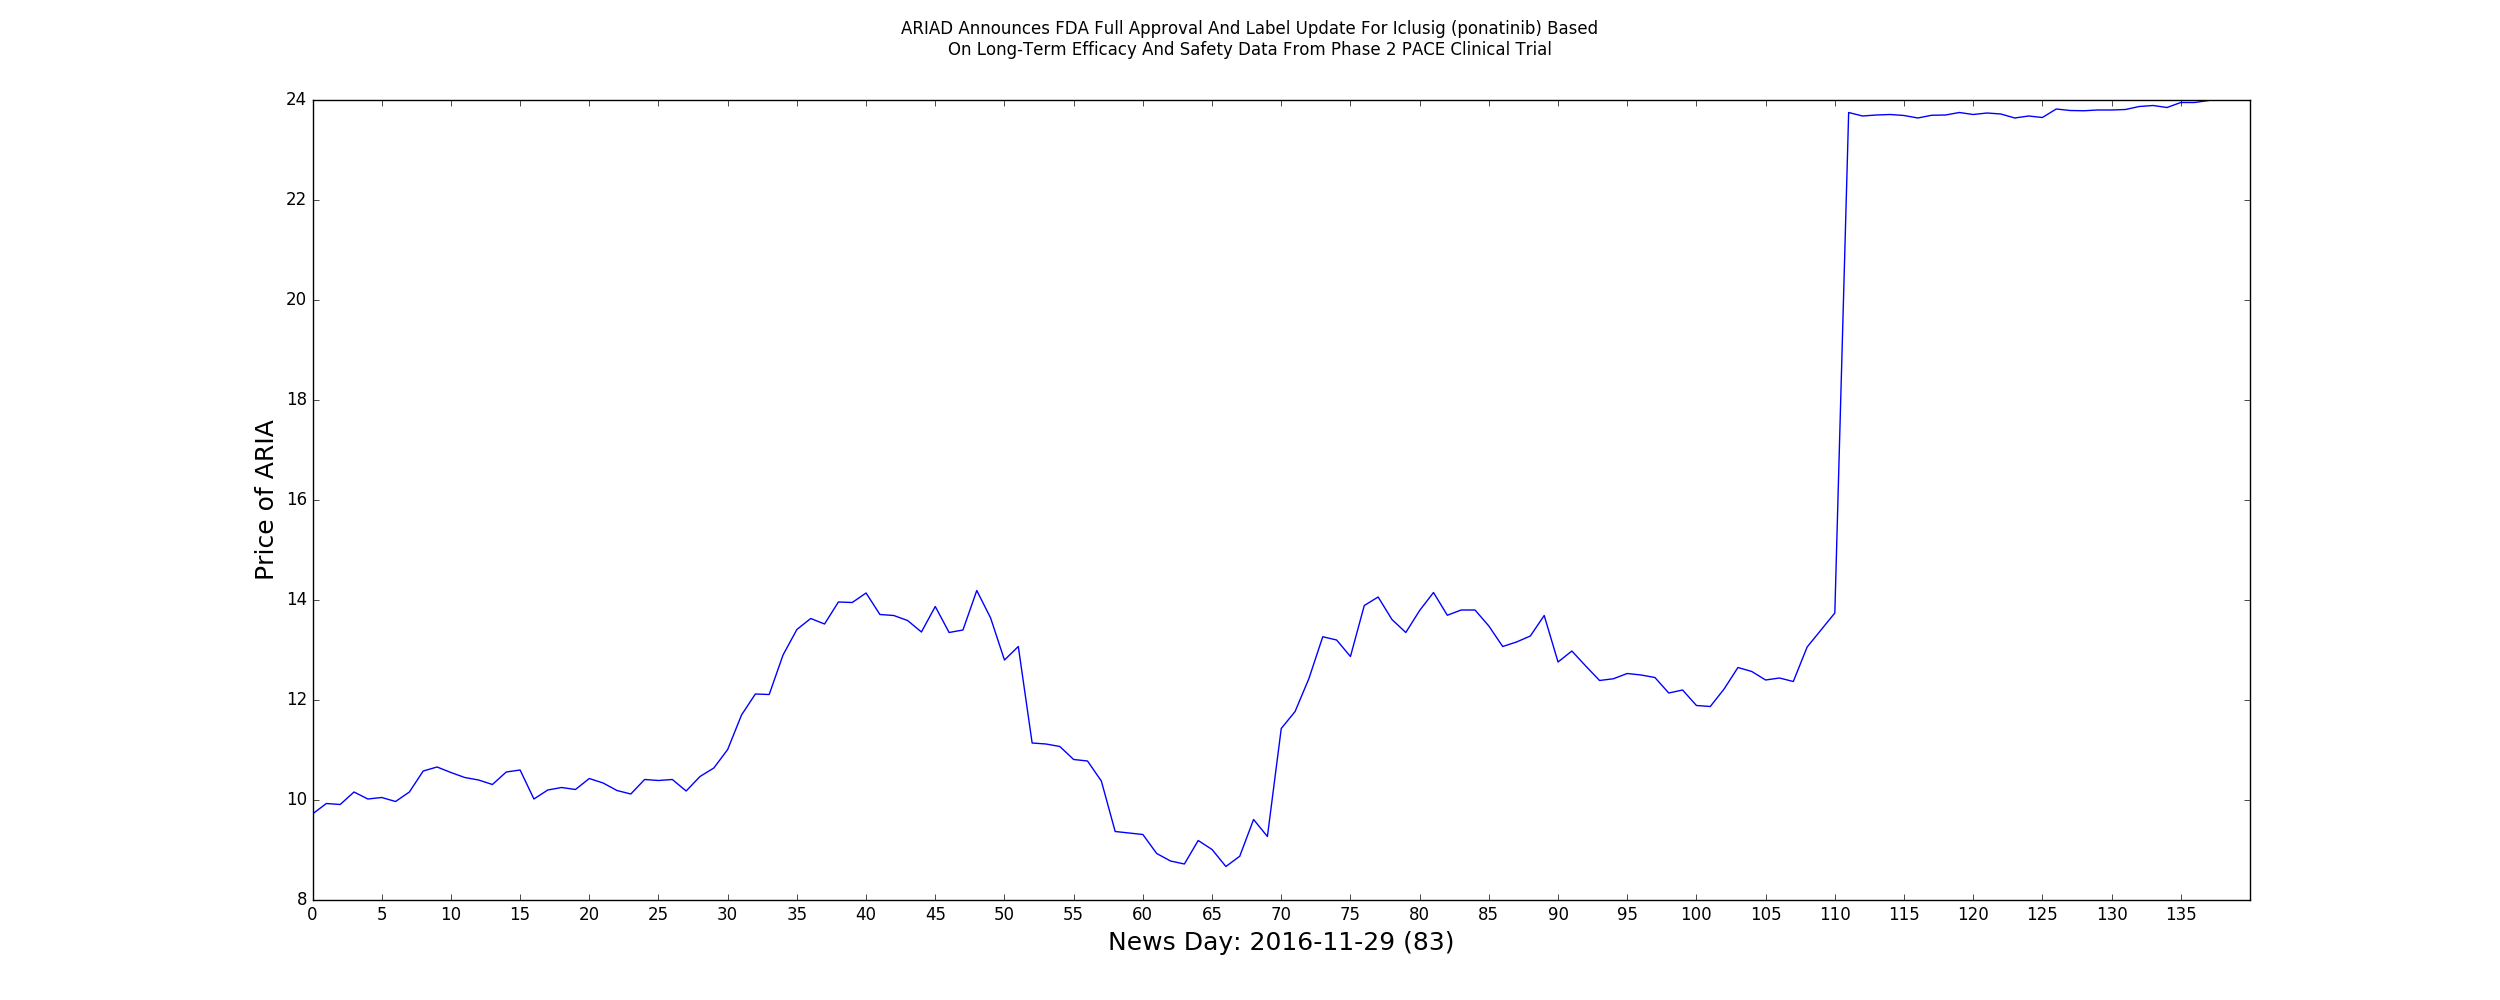 ARIAD Announces FDA Full Approval And Label Update For Iclusig (ponatinib) Based
On Long-Term Efficacy And Safety Data From Phase 2 PACE Clinical Trial
24
22
20
18
16
14
12
10
8
Price of ARIA
0 5 10 15 20 25 30 35 40 45 50 55 60 65 70 75 80 85 90 95 100 105 110 115 120 125 130 135
News Day: 2016-11-29 (83)